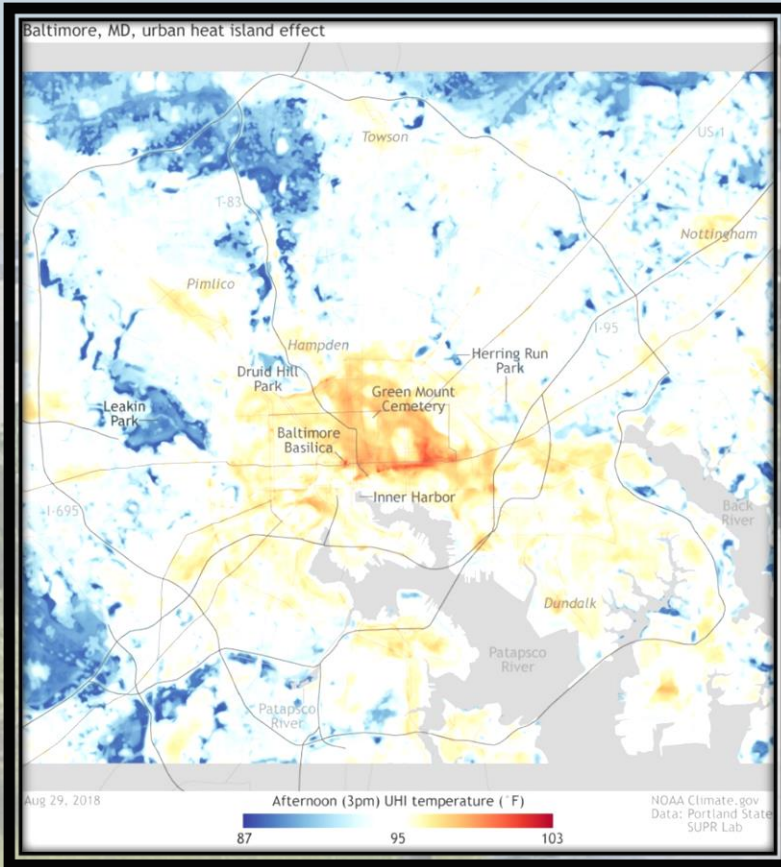 Baltimore, MD, urban heat island effect
Towson
US-1
I-83
Nottingham
Pimlico
I-95
Hampden
Herring Run
Park
Druid Hill
Park
Green Mount
Cemetery
Leakin
Park
Baltimore
Basilica
Inner Harbor
I-695
Back
River
Dundalk
Patapsco
River
Patapsco
River
Aug 29, 2018
Afternoon (3pm) UHI temperature (°F)
87
95
103
NOAA Climate.gov
Data: Portland State
SUPR Lab